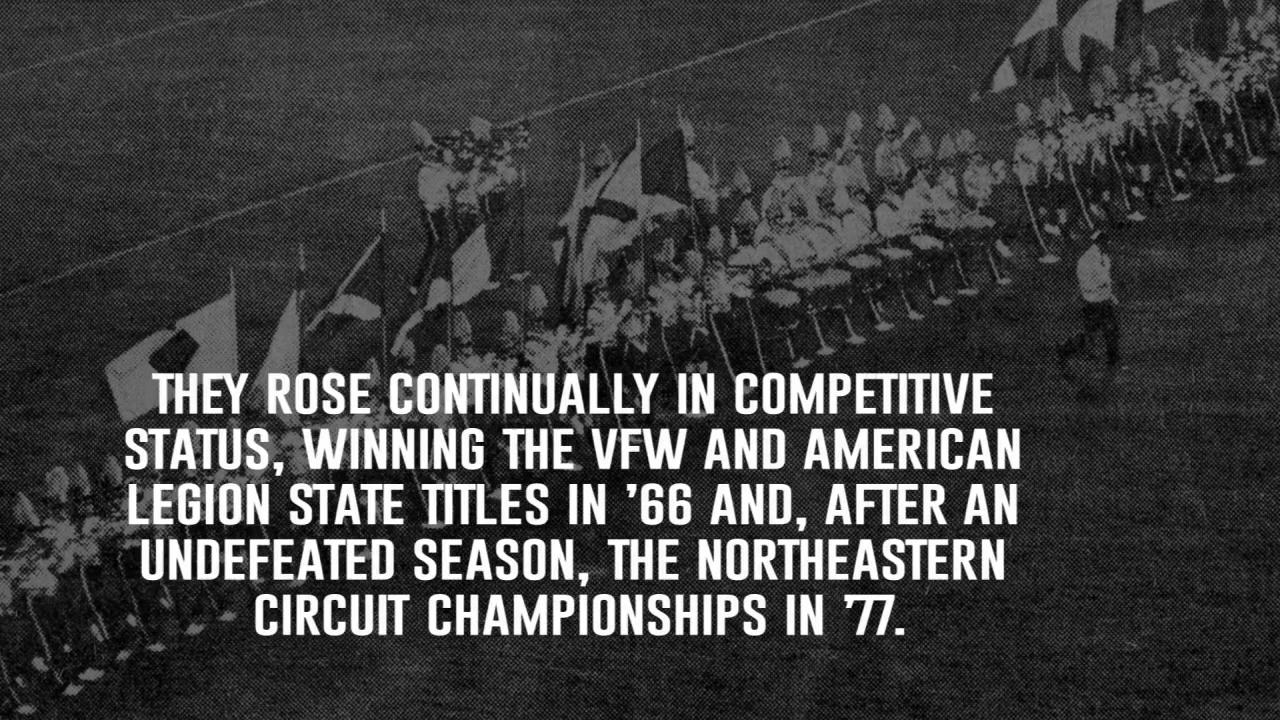 THEY ROSE CONTINUALLY IN COMPETITIVE
STATUS, WINNING THE VFW AND AMERICAN
LEGION STATE TITLES IN ’66 AND, AFTER AN
UNDEFEATED SEASON, THE NORTHEASTERN
CIRCUIT CHAMPIONSHIPS IN ’77.